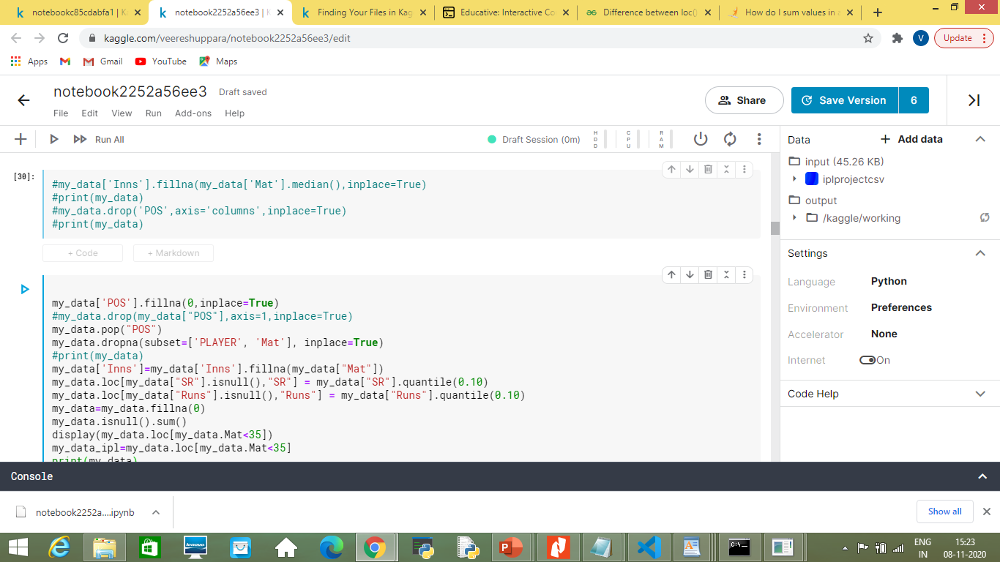 notebookc85cdabfa1 | K
notebook2252a56ee3 | K
Finding Your Files in Kag
Educative: Interactive Co
Difference between loc()
How do I sum values in a
kaggle.com/veereshuppara/notebook2252a56ee3/edit
V
Update
Apps
Gmail
YouTube
Maps
notebook2252a56ee3
Draft saved
File Edit View Run Add-ons Help
Share
Save Version
6
Run All
Draft Session (0m)
HDD
CPU
RAM
[30]:
#my_data['Inns'].fillna(my_data['Mat'].median(),inplace=True)
#print(my_data)
#my_data.drop('POS',axis='columns',inplace=True)
#print(my_data)
+ Code
+ Markdown
my_data['POS'].fillna(0,inplace=True)
#my_data.drop(my_data["POS"],axis=1,inplace=True)
my_data.pop("POS")
my_data.dropna(subset=['PLAYER', 'Mat'], inplace=True)
#print(my_data)
my_data['Inns']=my_data['Inns'].fillna(my_data["Mat"])
my_data.loc[my_data["SR"].isnull(),"SR"] = my_data["SR"].quantile(0.10)
my_data.loc[my_data["Runs"].isnull(),"Runs"] = my_data["Runs"].quantile(0.10)
my_data=my_data.fillna(0)
my_data.isnull().sum()
display(my_data.loc[my_data.Mat<35])
my_data_ipl=my_data.loc[my_data.Mat<35]
print(my_data)
Data
+ Add data
input (45.26 KB)
iplprojectcsv
output
/kaggle/working
Settings
Language Python
Environment Preferences
Accelerator None
Internet On
Code Help
Console
notebook2252a....ipynb
Show all
lenovo
ENG
IN
15:23
08-11-2020